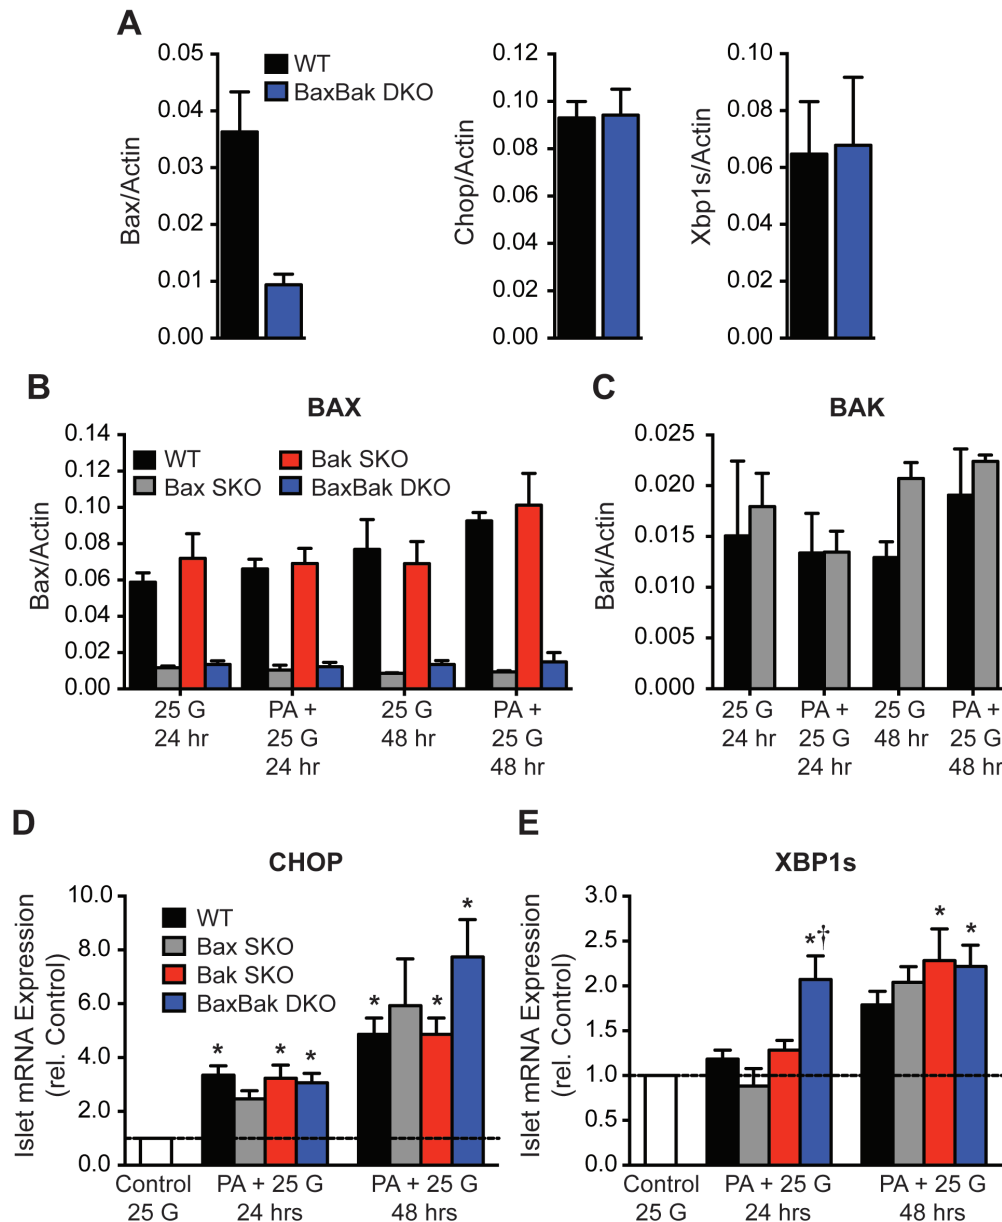 A
WT
BaxBak DKO
Bax/Actin
0.05
0.04
0.03
0.02
0.01
0.00
Chop/Actin
0.12
0.10
0.08
0.06
0.04
0.02
0.00
Xbp1s/Actin
0.10
0.08
0.06
0.04
0.02
0.00
B
BAX
WT
Bax SKO
Bak SKO
BaxBak DKO
Bax/Actin
0.14
0.12
0.10
0.08
0.06
0.04
0.02
0.00
25 G
24 hr
PA +
25 G
24 hr
25 G
48 hr
PA +
25 G
48 hr
C
BAK
Bak/Actin
0.025
0.020
0.015
0.010
0.005
0.000
25 G
24 hr
PA +
25 G
24 hr
25 G
48 hr
PA +
25 G
48 hr
D
CHOP
WT
Bax SKO
Bak SKO
BaxBak DKO
Islet mRNA Expression
(rel. Control)
10.0
8.0
6.0
4.0
2.0
0.0
* * *
* * *
Control
25 G
PA + 25 G
24 hrs
PA + 25 G
48 hrs
E
XBP1s
Islet mRNA Expression
(rel. Control)
3.0
2.5
2.0
1.5
1.0
0.5
0.0
*†
* *
Control
25 G
PA + 25 G
24 hrs
PA + 25 G
48 hrs